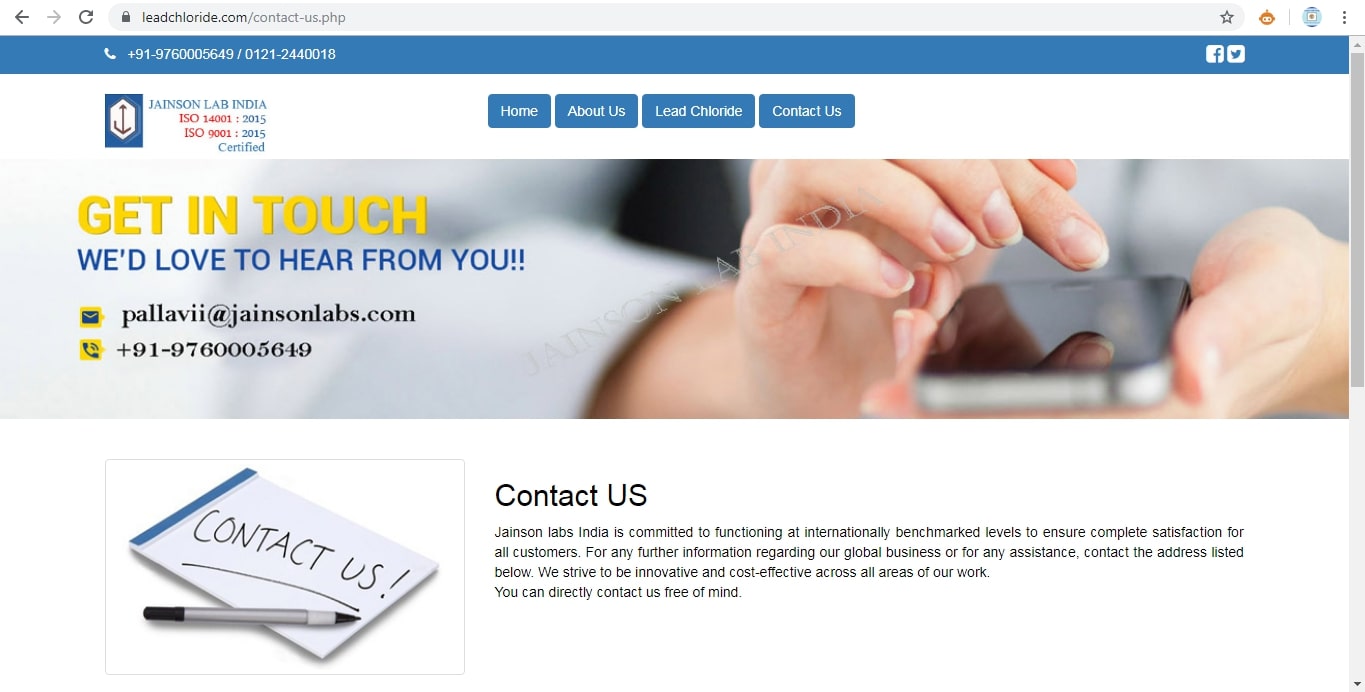 leadchloride.com/contact-us.php
+91-9760005649 / 0121-2440018
JAINSON LAB INDIA
ISO 14001 : 2015
ISO 9001 : 2015
Certified
Home About Us Lead Chloride Contact Us
GET IN TOUCH
WE'D LOVE TO HEAR FROM YOU!!
pallavii@jainsonlabs.com
+91-9760005649
JAINSON LAB INDIA
CONTACT US!
Contact US
Jainson labs India is committed to functioning at internationally benchmarked levels to ensure complete satisfaction for
all customers. For any further information regarding our global business or for any assistance, contact the address listed
below. We strive to be innovative and cost-effective across all areas of our work.
You can directly contact us free of mind.